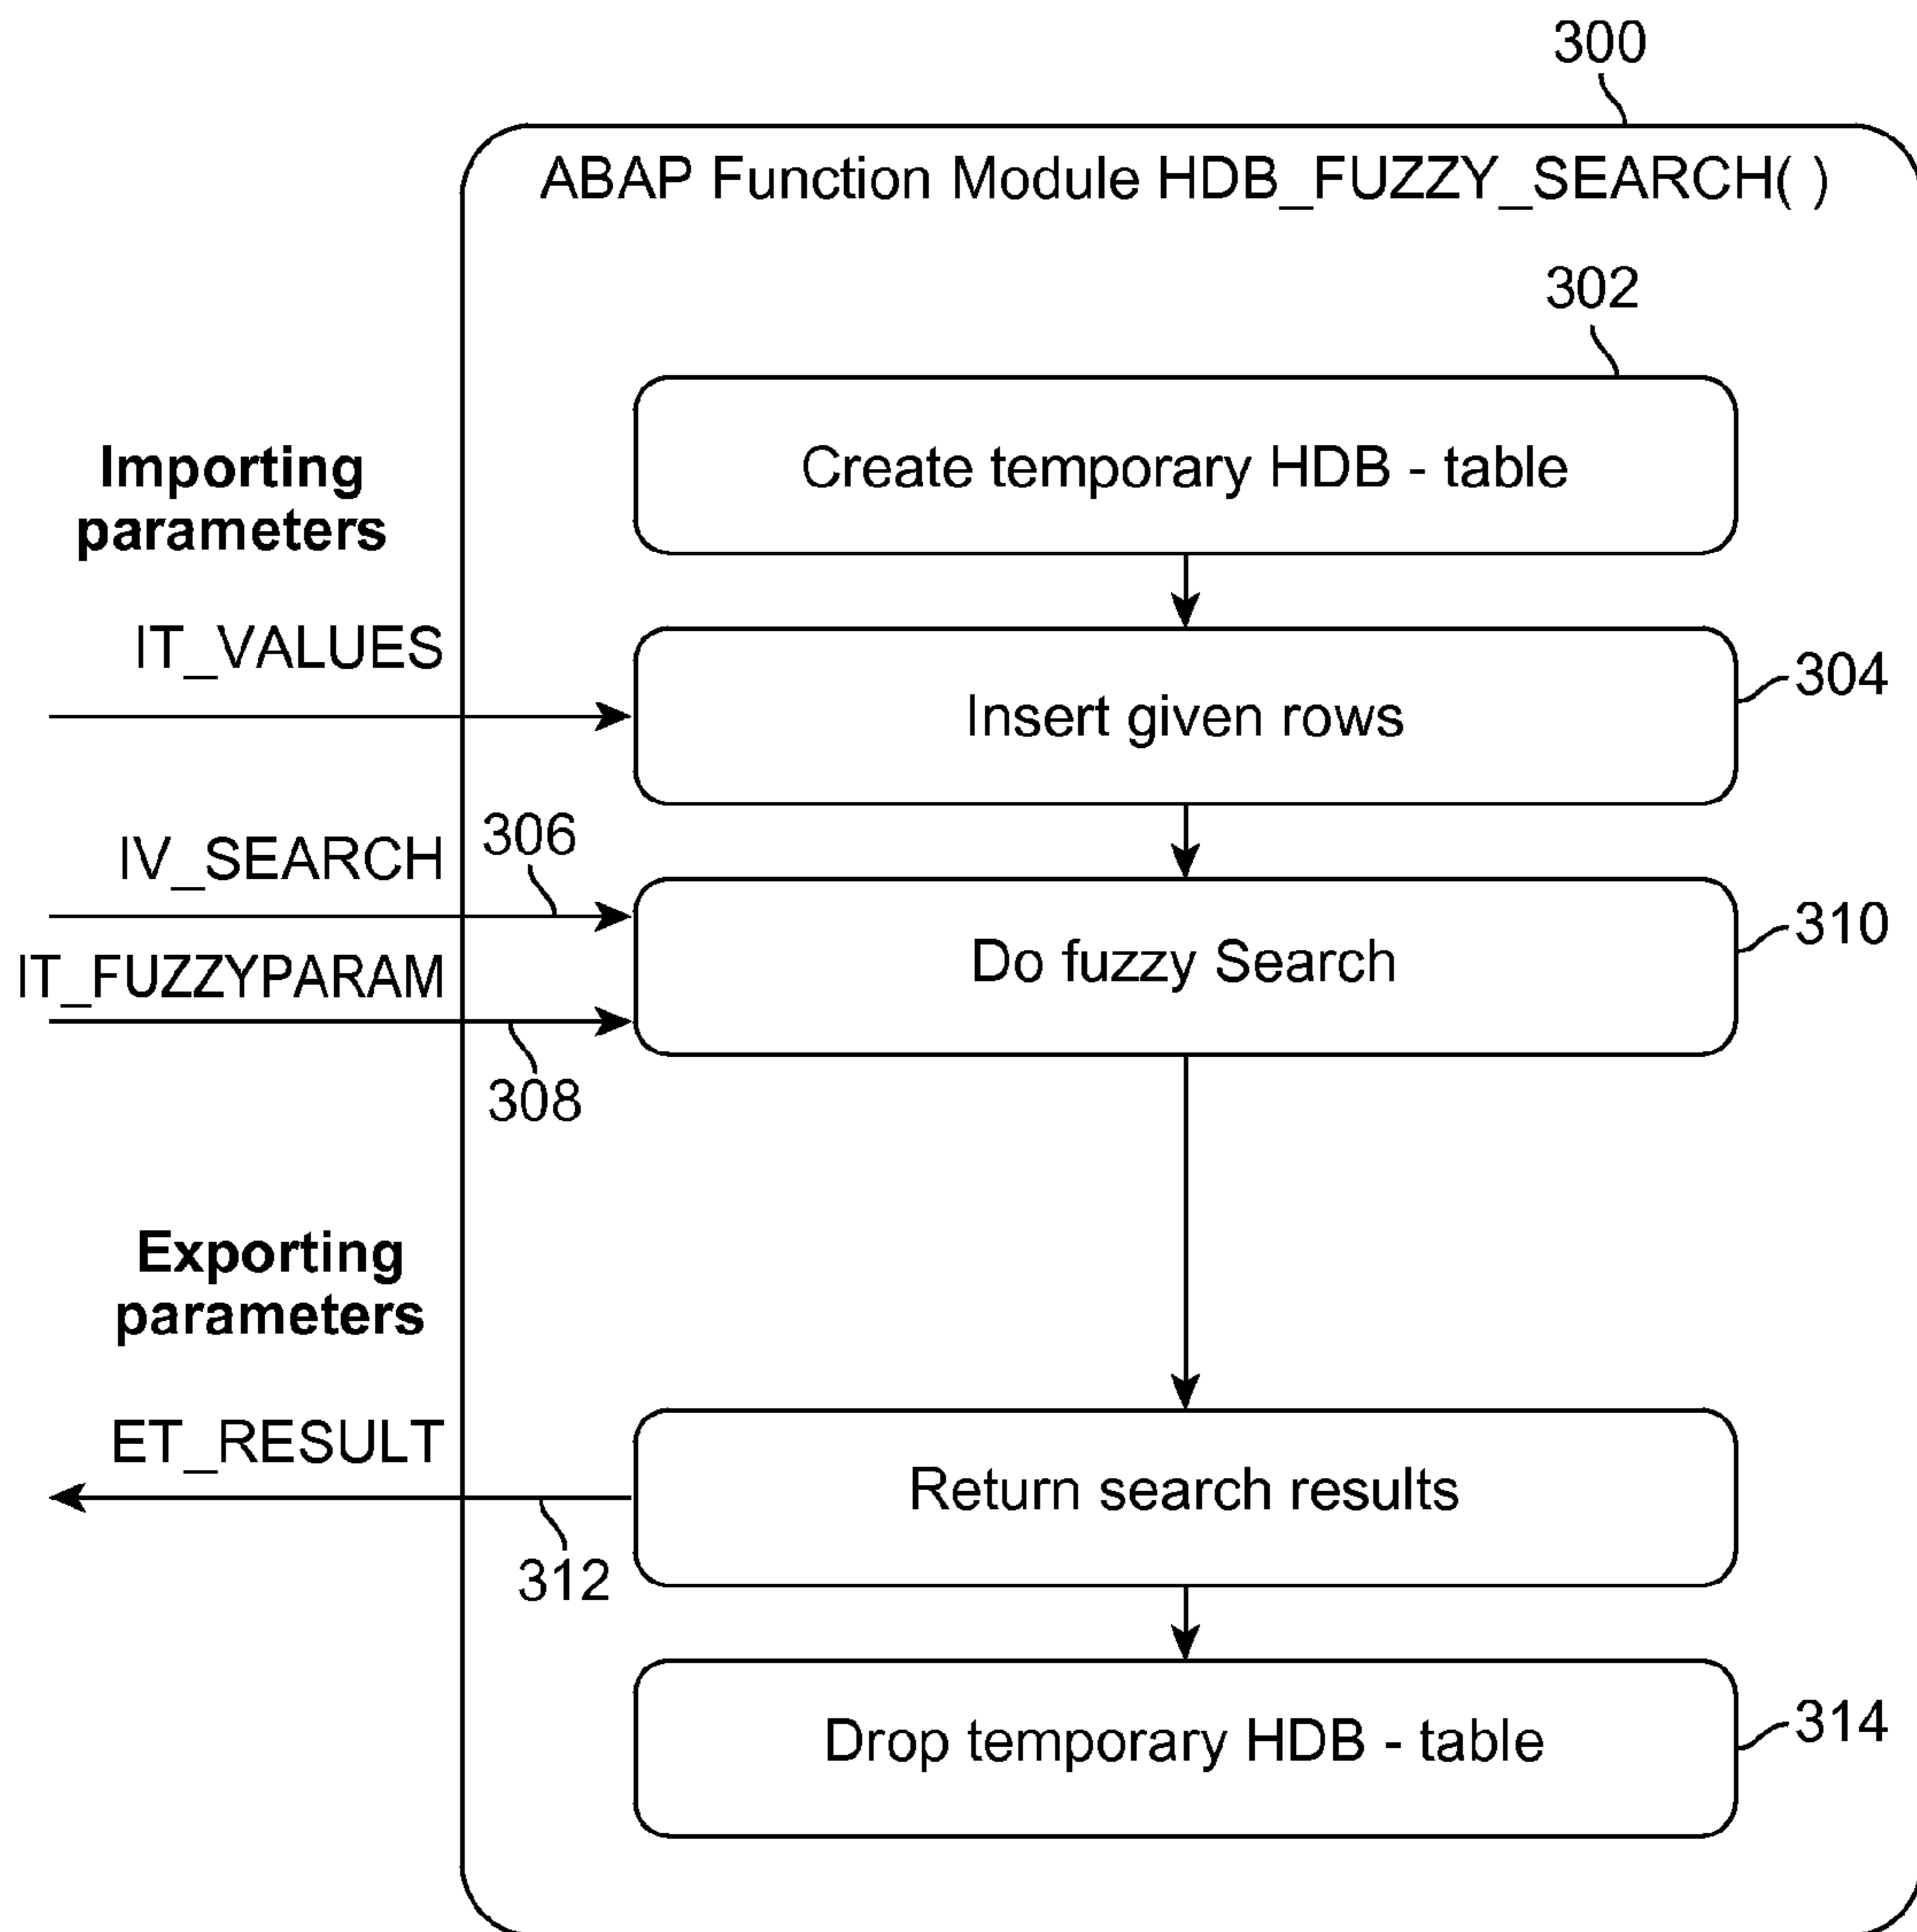 300
ABAP Function Module HDB_FUZZY_SEARCH( )
302
Create temporary HDB - table
Importing
parameters
IT_VALUES
Insert given rows
304
IV_SEARCH
306
IT_FUZZYPARAM
308
Do fuzzy Search
310
Exporting
parameters
ET_RESULT
312
Return search results
Drop temporary HDB - table
314